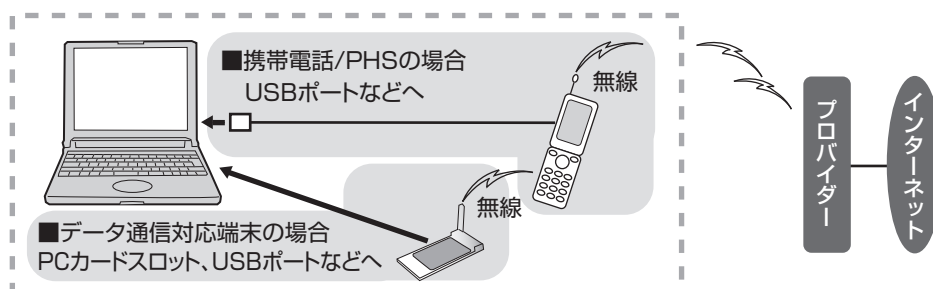 ■携帯電話/PHSの場合
USBポートなどへ
無線
無線
■データ通信対応端末の場合
PCカードスロット、USBポートなどへ
プロバイダー
インターネット